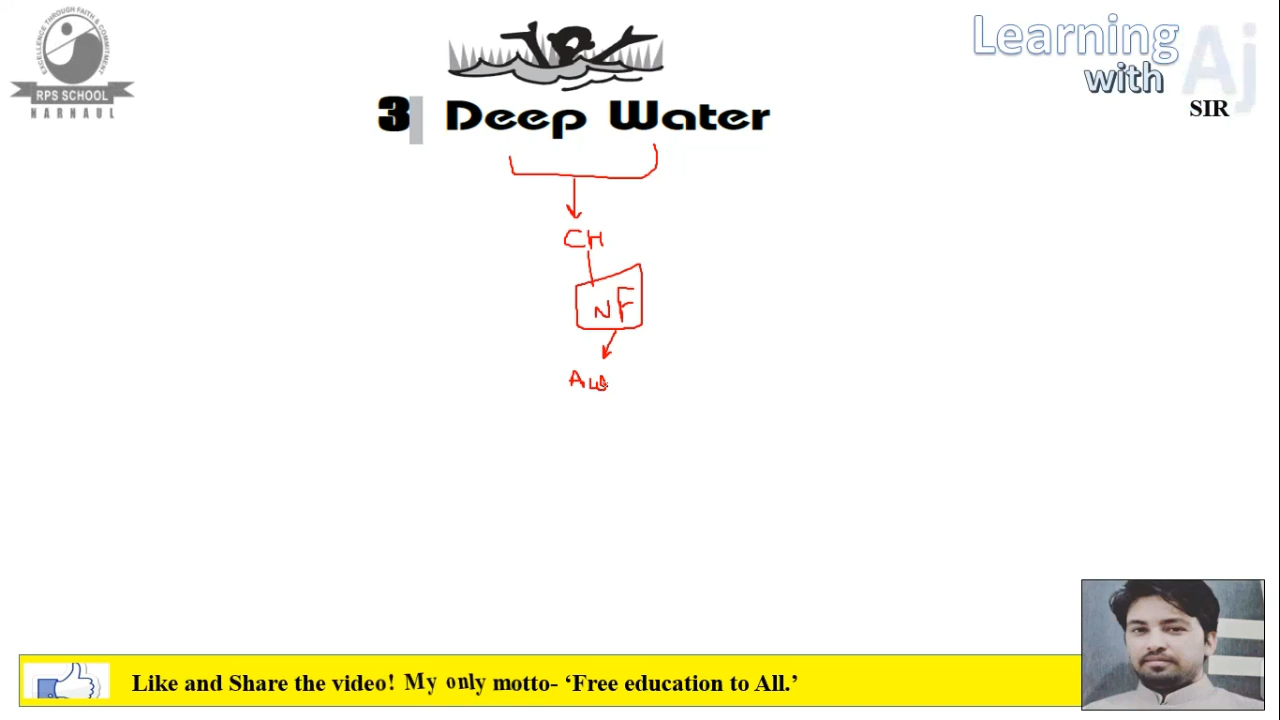 EXCELLENCE THROUGH FAITH & COMMITMENT
RPS SCHOOL
NARNAUL
Learning
with Aj
SIR
3 Deep Water
CH
NF
Like and Share the video! My only motto- ‘Free education to All.’